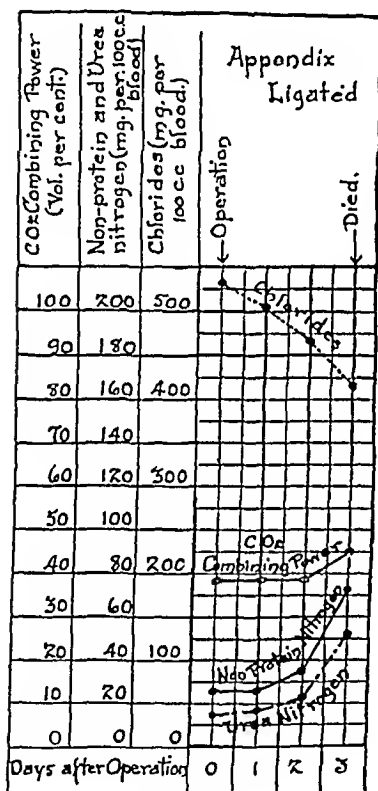 CO2 Combining Power
(Vol. per cent.)
Non-protein and Urea
nitrogen (mg. per 100cc
blood)
Chlorides (mg. per
100cc blood.)
Appendix
Ligated
Operation
Died.
Chlorides
100 200 500
90 180
80 160 400
70 140
60 120 300
50 100
CO2
Combining Power
40 80 200
30 60
Non Protein Nitrogen
20 40 100
10 20
Urea Nitrogen
0 0 0
Days after Operation 0 1 2 3